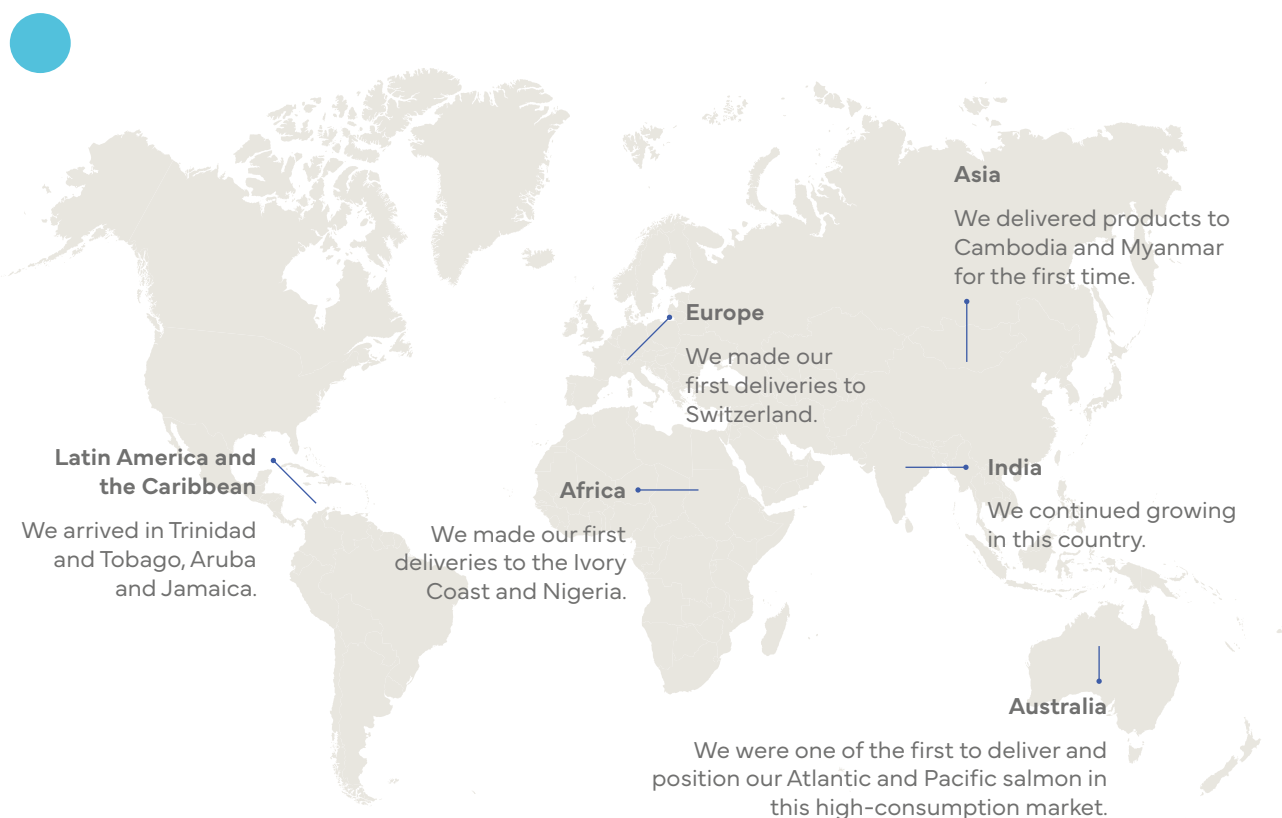 Asia
We delivered products to
Cambodia and Myanmar
for the first time.
Europe
We made our
first deliveries to
Switzerland.
Latin America and
the Caribbean
We arrived in Trinidad
and Tobago, Aruba
and Jamaica.
Africa
We made our first
deliveries to the Ivory
Coast and Nigeria.
India
We continued growing
in this country.
Australia
We were one of the first to deliver and
position our Atlantic and Pacific salmon in
this high-consumption market.